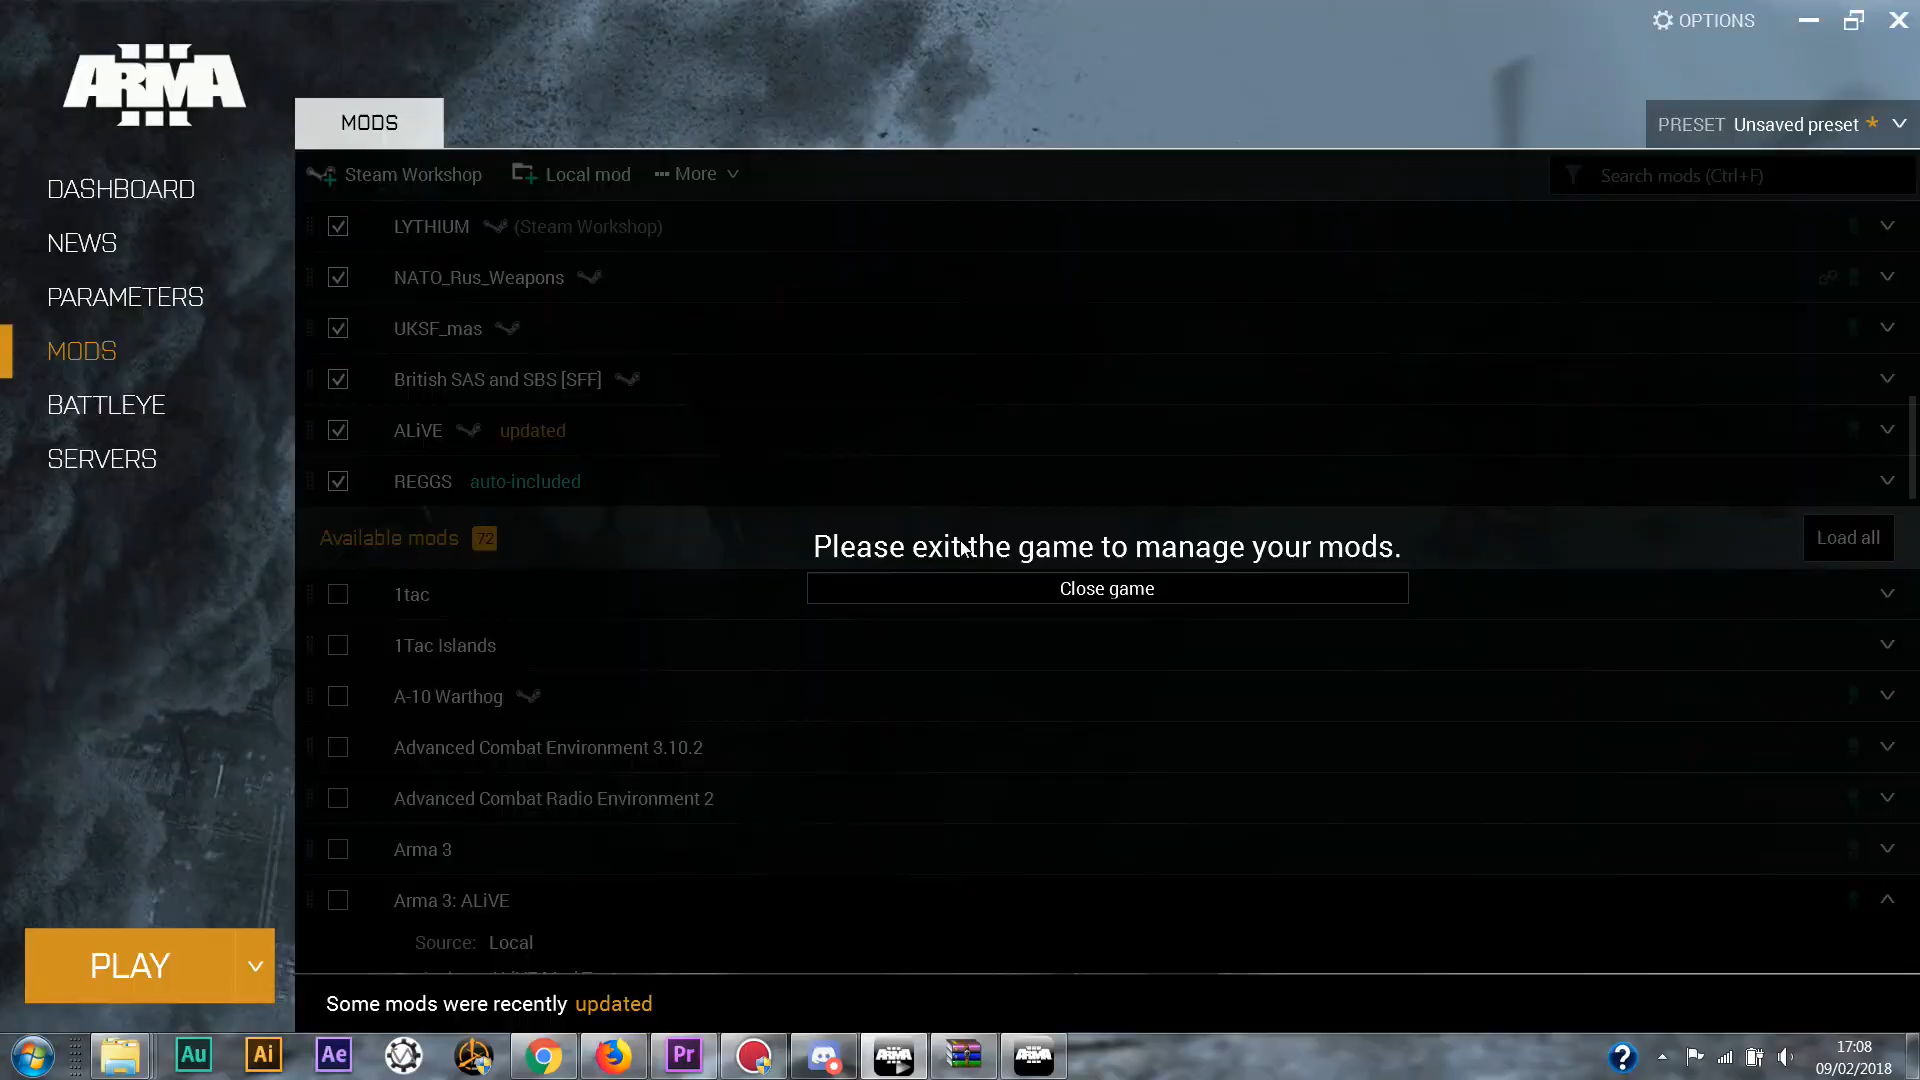 OPTIONS
ARMA III
MODS
PRESET Unsaved preset *
Steam Workshop Local mod More Search mods (Ctrl+F)
DASHBOARD
NEWS
PARAMETERS
MODS
BATTLEYE
SERVERS
LYTHIUM (Steam Workshop)
NATO_Rus_Weapons
UKSF_mas
British SAS and SBS [SFF]
ALiVE updated
REGGS auto-included
Available mods 72 Load all
Please exit the game to manage your mods.
Close game
1tac
1Tac Islands
A-10 Warthog
Advanced Combat Environment 3.10.2
Advanced Combat Radio Environment 2
Arma 3
Arma 3: ALiVE
Source: Local
PLAY
Some mods were recently updated
Au Ai Ae Pr ARMA ARMA
?
17:08
09/02/2018